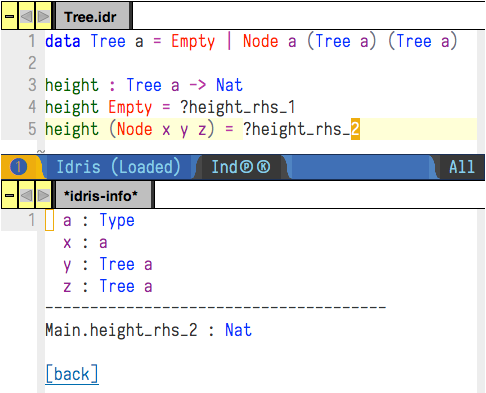 Tree.idr
1 data Tree a = Empty | Node a (Tree a) (Tree a)
2
3 height : Tree a -> Nat
4 height Empty = ?height_rhs_1
5 height (Node x y z) = ?height_rhs_2
~
1 Idris (Loaded) IndⓅⓀ All
*idris-info*
1 a : Type
x : a
y : Tree a
z : Tree a
--------------------------------------
Main.height_rhs_2 : Nat
[back]